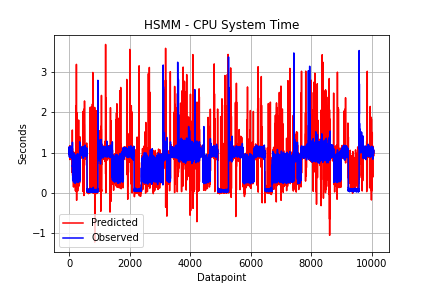 HSMM - CPU System Time
3
2
1
0
−1
Seconds
Predicted
Observed
0
2000
4000
6000
8000
10000
Datapoint